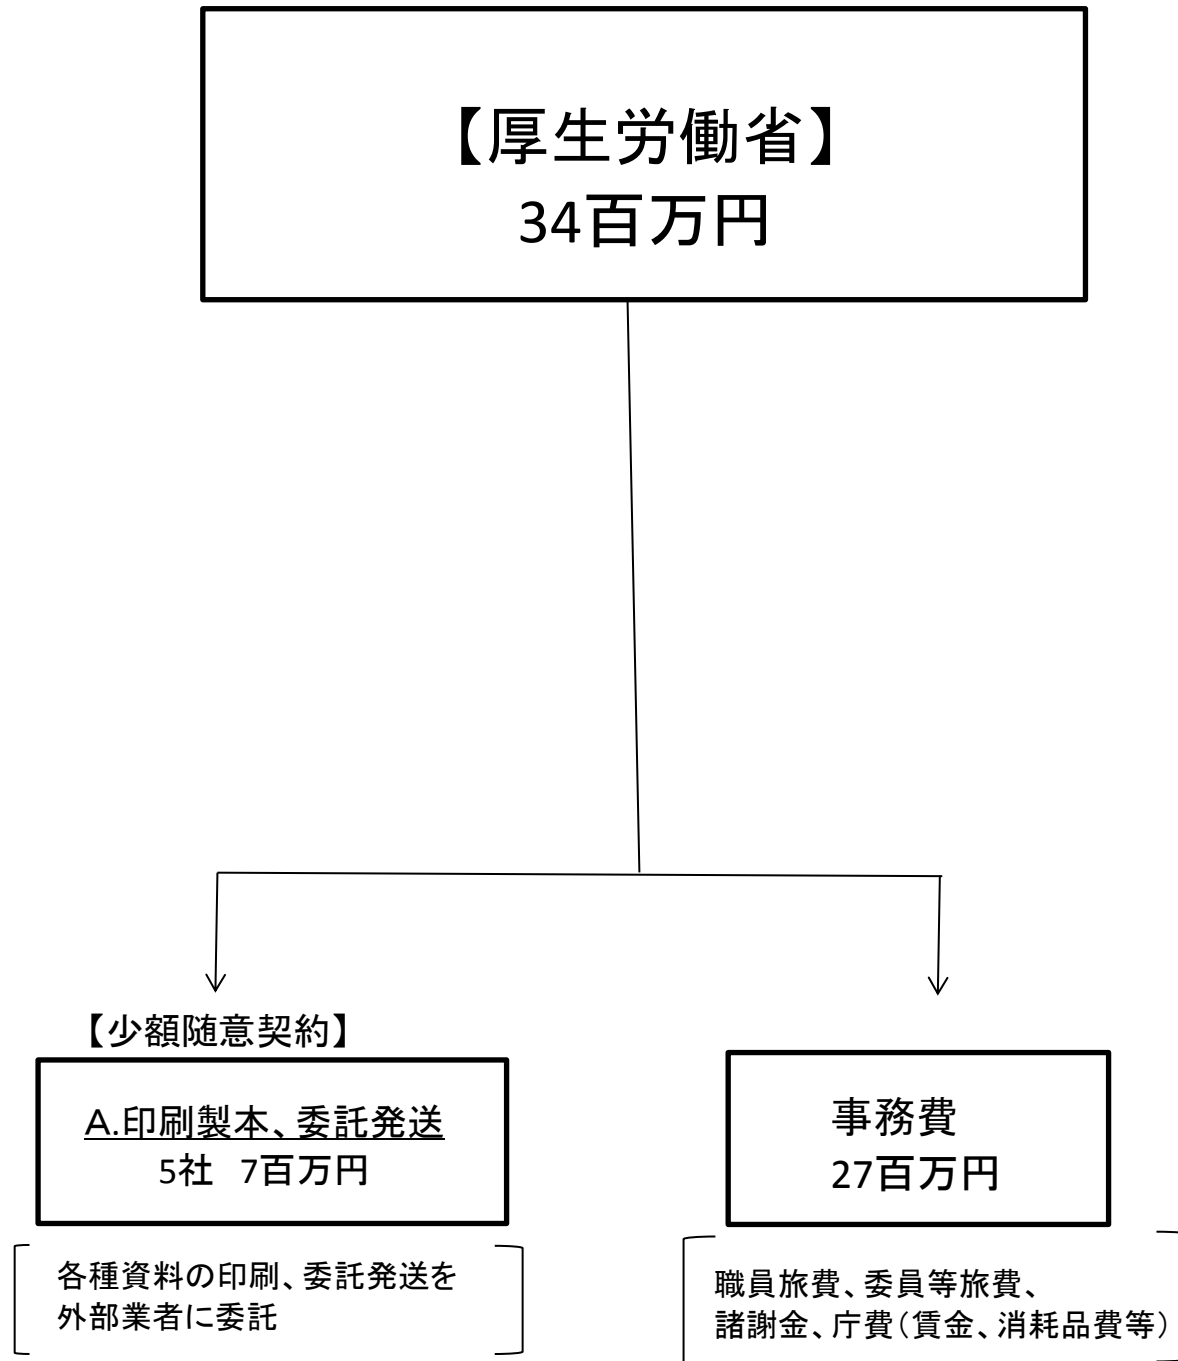 【厚生労働省】
34百万円
【少額随意契約】
A.印刷製本、委託発送
5社　7百万円
各種資料の印刷、委託発送を
外部業者に委託
事務費
27百万円
職員旅費、委員等旅費、
諸謝金、庁費（賃金、消耗品費等）